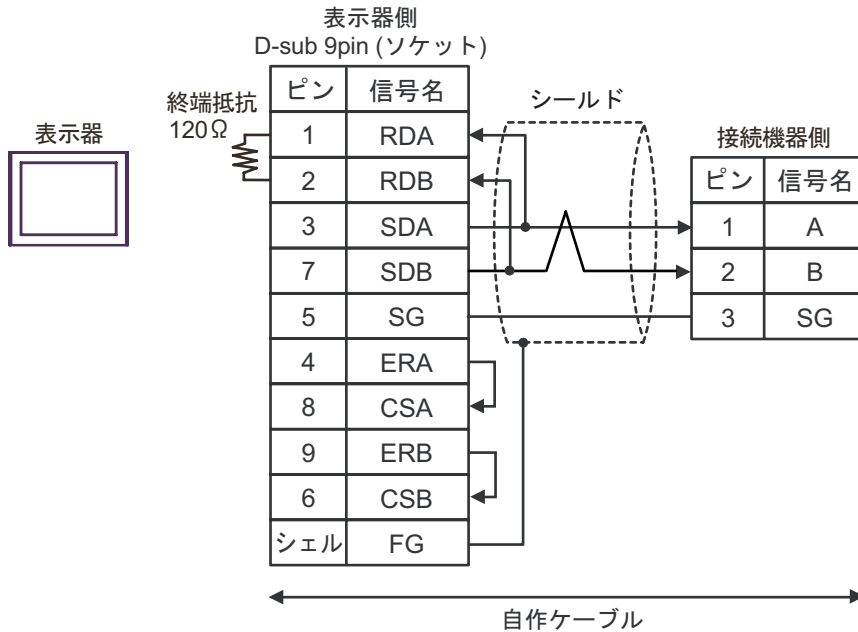 表示器側
D-sub 9pin (ソケット)
終端抵抗
120Ω
表示器
シールド
接続機器側
ピン 信号名
1 RDA
2 RDB
3 SDA
7 SDB
5 SG
4 ERA
8 CSA
9 ERB
6 CSB
シェル FG
ピン 信号名
1 A
2 B
3 SG
自作ケーブル